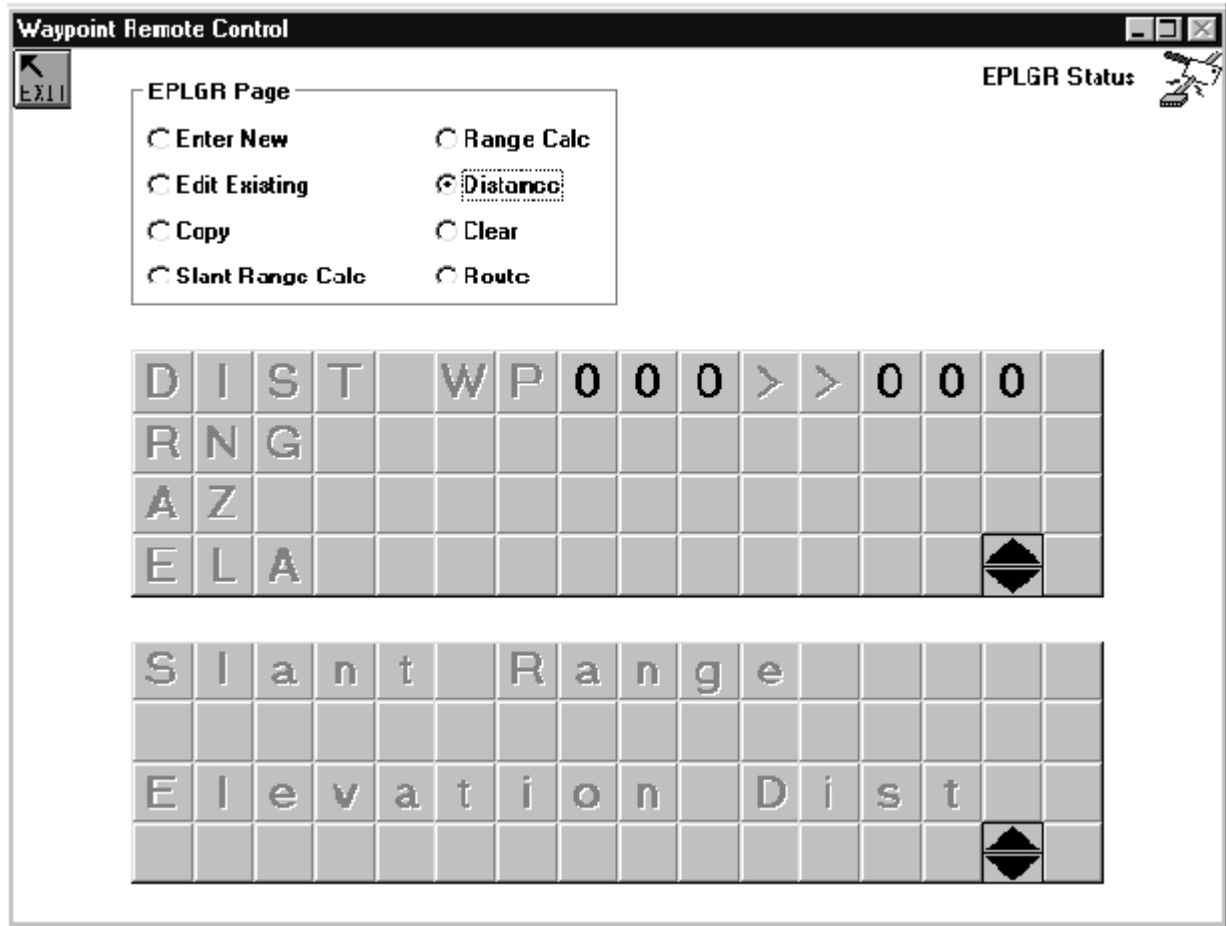 Waypoint Remote Control
EXIT
EPLGR Status
EPLGR Page
Enter New
Range Calc
Edit Existing
Distance
Copy
Clear
Slant Range Calc
Route
DIST WP000>>000
RNG
AZ
ELA
Slant Range
Elevation Dist